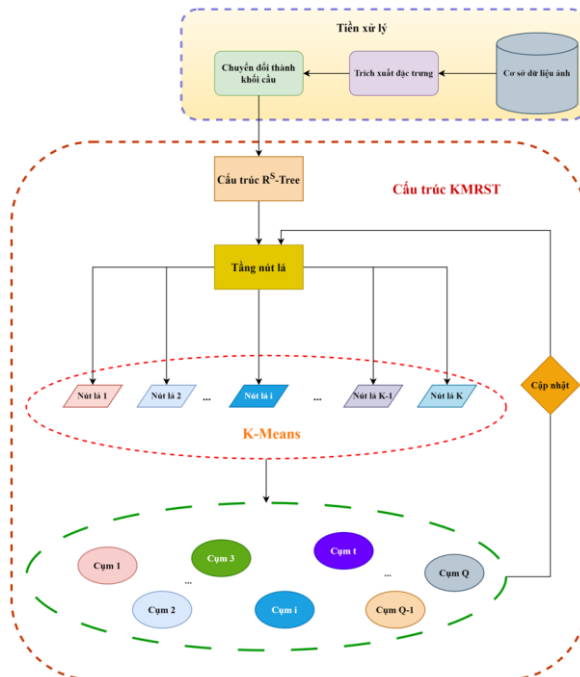 Tiền xử lý
Chuyển đổi thành
khối cầu
Trích xuất đặc trưng
Cơ sở dữ liệu ảnh
Cấu trúc R^S-Tree
Cấu trúc KMRST
Tầng nút lá
Nút lá 1
Nút lá 2
...
Nút lá i
...
Nút lá K-1
Nút lá K
Cập nhật
K-Means
Cụm 1
Cụm 3
Cụm t
Cụm Q
...
...
Cụm 2
Cụm i
Cụm Q-1